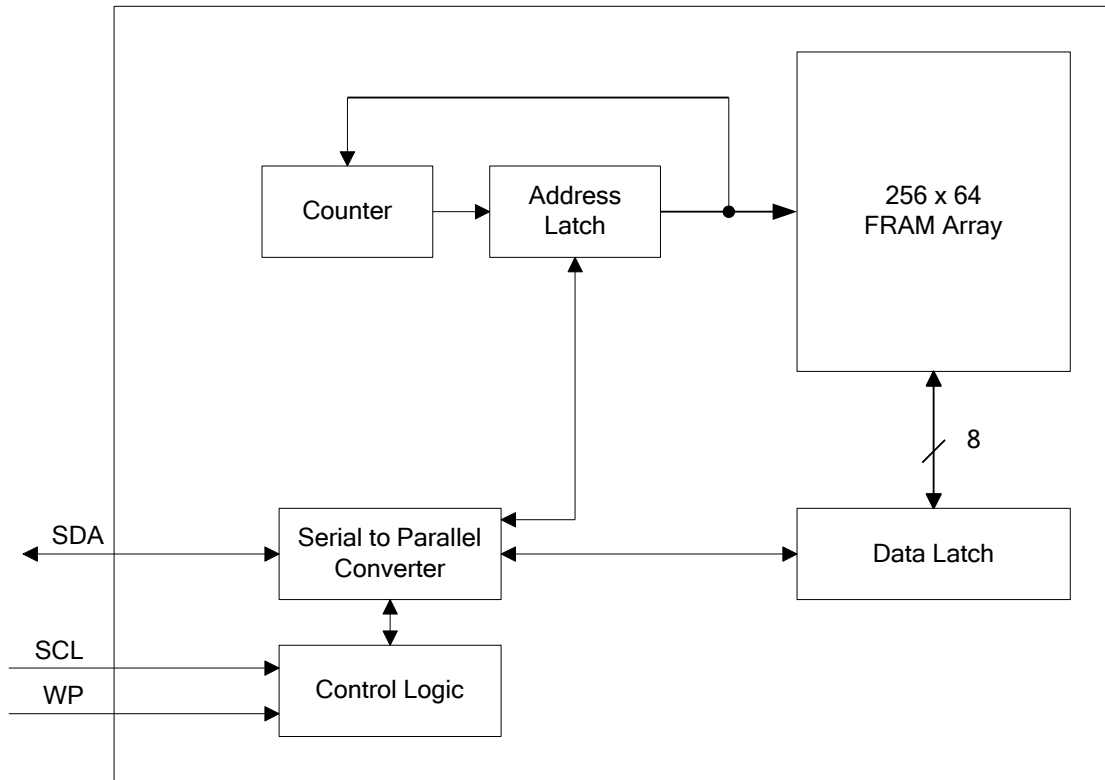 Counter
Address
Latch
256 x 64
FRAM Array
8
SDA
Serial to Parallel
Converter
Data Latch
SCL
WP
Control Logic